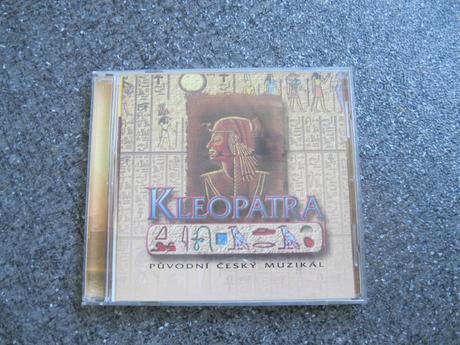 KLEOPATRA
PŮVODNÍ ČESKÝ MUZIKÁL